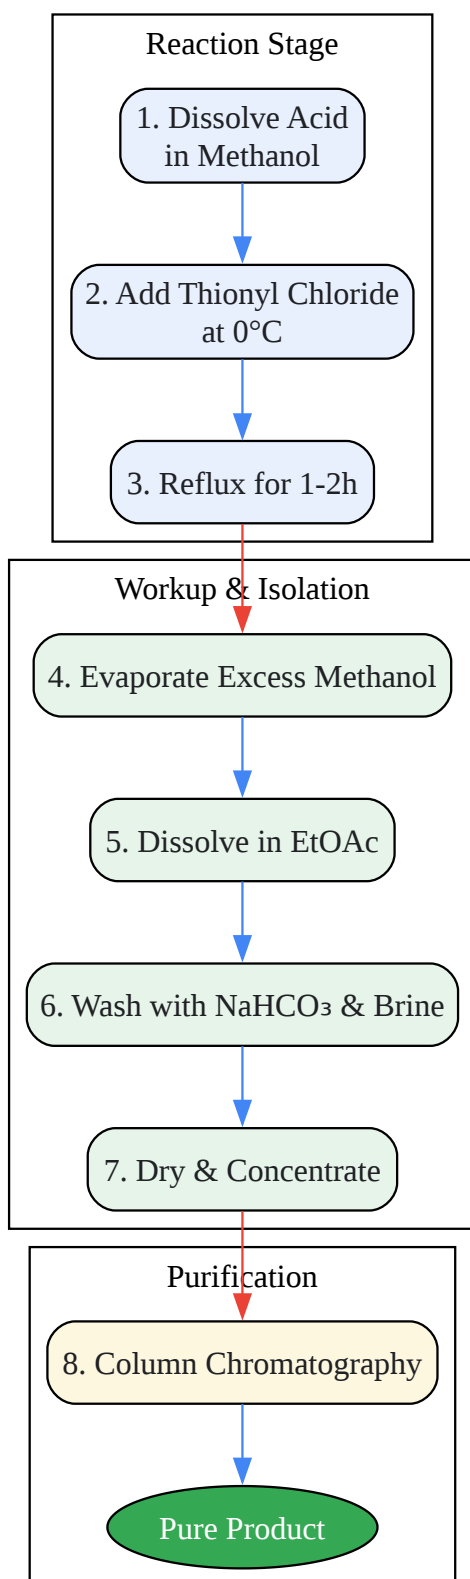 Reaction Stage
1. Dissolve Acid
in Methanol
2. Add Thionyl Chloride
at 0°C
3. Reflux for 1-2h
Workup & Isolation
4. Evaporate Excess Methanol
5. Dissolve in EtOAc
6. Wash with NaHCO₃ & Brine
7. Dry & Concentrate
Purification
8. Column Chromatography
Pure Product